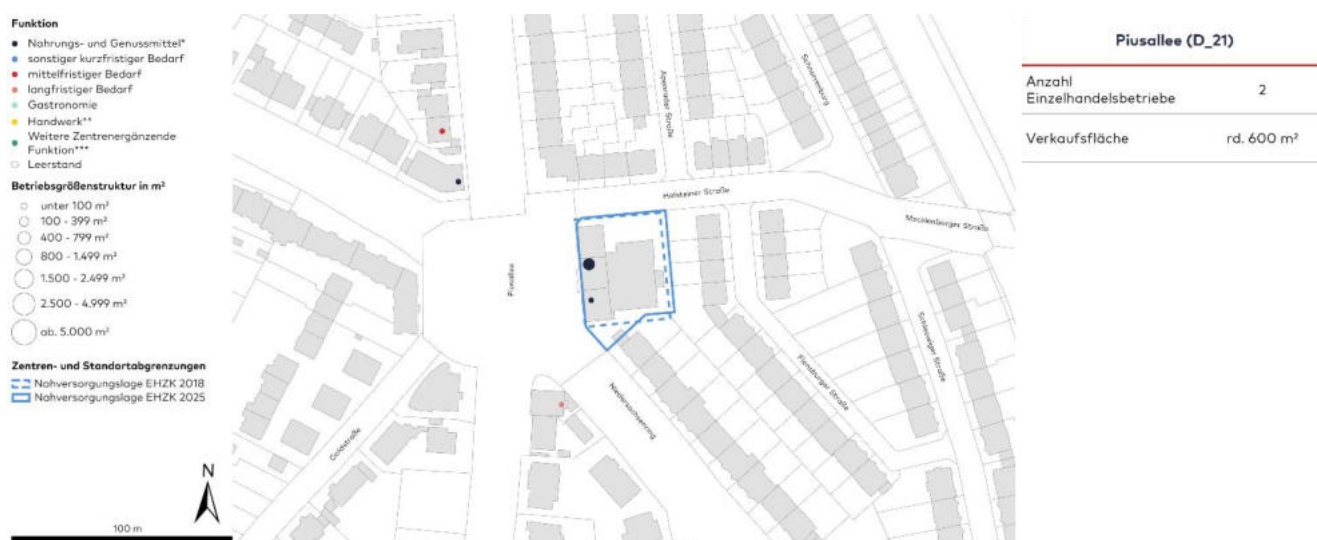 Funktion
Nahrungs- und Genussmittel*
sonstiger kurzfristiger Bedarf
mittelfristiger Bedarf
langfristiger Bedarf
Gastronomie
Handwerk**
Weitere Zentrenergänzende
Funktion***
Leerstand
Betriebsgrößenstruktur in m²
unter 100 m²
100 - 399 m²
400 - 799 m²
800 - 1.499 m²
1.500 - 2.499 m²
2.500 - 4.999 m²
ab. 5.000 m²
Zentren- und Standortabgrenzungen
Nahversorgungslage EHZK 2018
Nahversorgungslage EHZK 2025
N
100 m
Apenrader Straße
Schneerenburg
Holsteiner Straße
Mecklenburger Straße
Piusallee
Schleswiger Straße
Flensburger Straße
Niedersachsenring
Goldstraße
Piusallee (D_21)
Anzahl
Einzelhandelsbetriebe 2
Verkaufsfläche rd. 600 m²